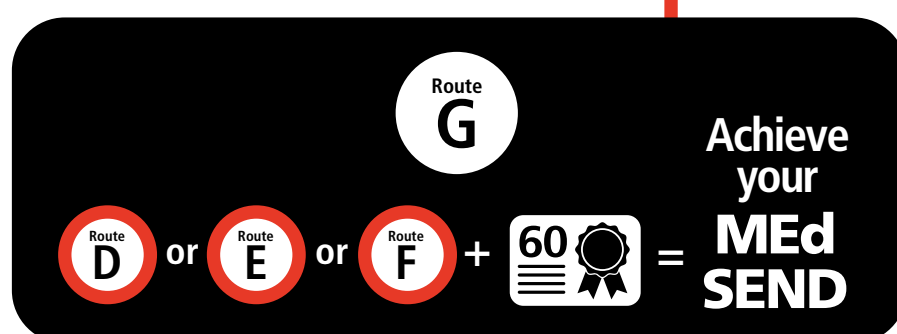 Route
G
Achieve
your
MEd
SEND
Route
D
or
Route
E
or
Route
F
+
60
=